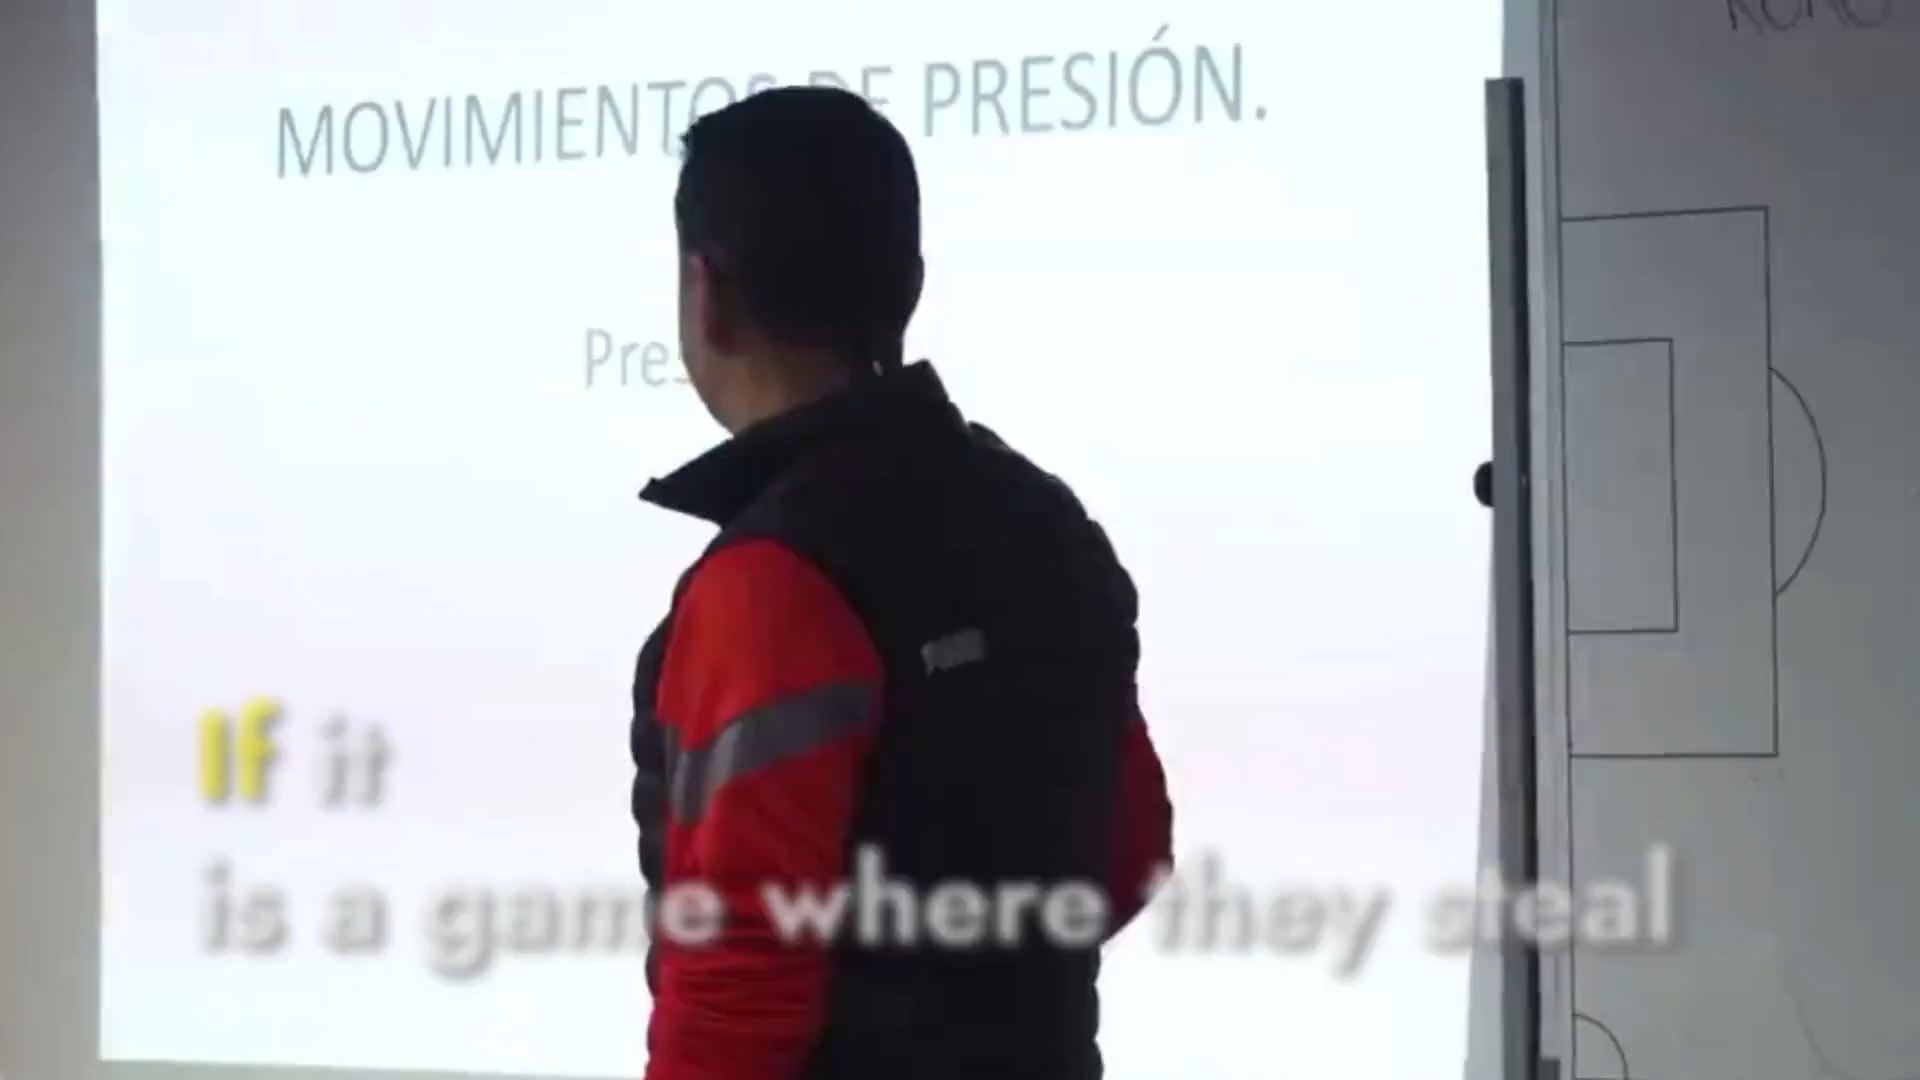 MOVIMIENTOS DE PRESIÓN.
If it
is a game where they steal